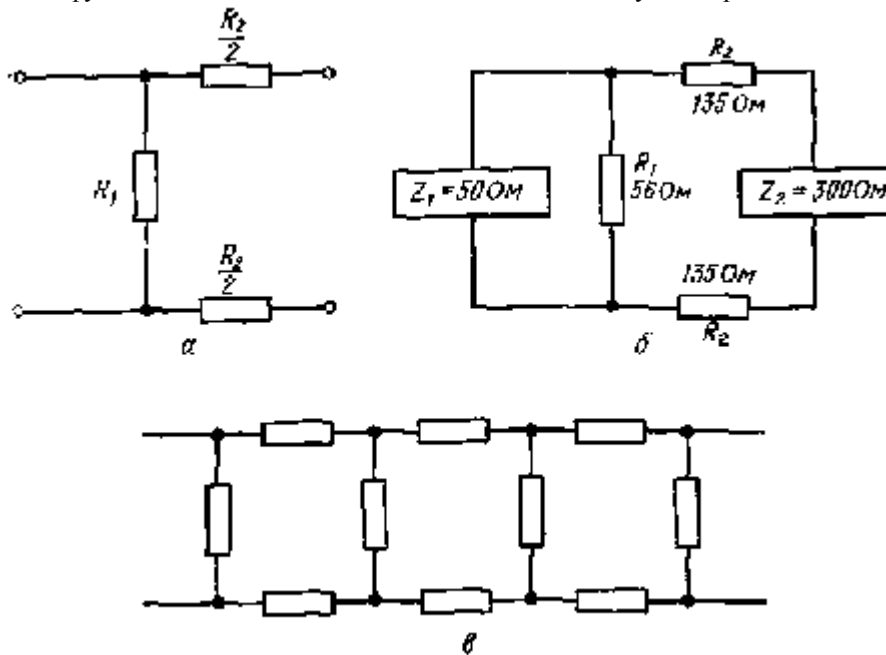 R₂
2
R₁
R₂
2
а
R₂
135 Ом
R₁
56 Ом
Z₁ = 50 Ом
Z₂ = 300 Ом
135 Ом
R₂
б
в